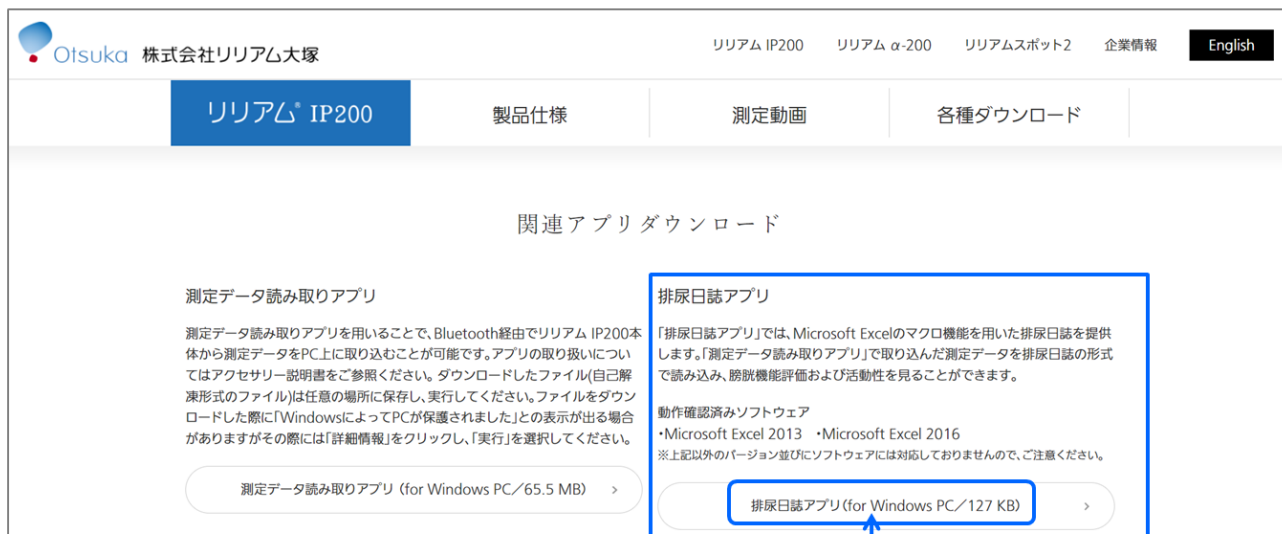 Otsuka 株式会社リリアム大塚
リリアム IP200 リリアム α-200 リリアムスポット2 企業情報 English
リリアム® IP200 製品仕様 測定動画 各種ダウンロード
関連アプリダウンロード
測定データ読み取りアプリ
測定データ読み取りアプリを用いることで、Bluetooth経由でリリアム IP200本
体から測定データをPC上に取り込むことが可能です。アプリの取り扱いについ
てはアクセサリー説明書をご参照ください。ダウンロードしたファイル(自己解
凍形式のファイル)は任意の場所に保存し、実行してください。ファイルをダウン
ロードした際に「WindowsによってPCが保護されました」との表示が出る場合
がありますがその際には「詳細情報」をクリックし、「実行」を選択してください。
測定データ読み取りアプリ (for Windows PC/65.5 MB)
排尿日誌アプリ
「排尿日誌アプリ」では、Microsoft Excelのマクロ機能を用いた排尿日誌を提供
します。「測定データ読み取りアプリ」で取り込んだ測定データを排尿日誌の形式
で読み込み、膀胱機能評価および活動性を見ることができます。
動作確認済みソフトウェア
・Microsoft Excel 2013 ・Microsoft Excel 2016
※上記以外のバージョン並びにソフトウェアには対応しておりませんので、ご注意ください。
排尿日誌アプリ(for Windows PC/127 KB)